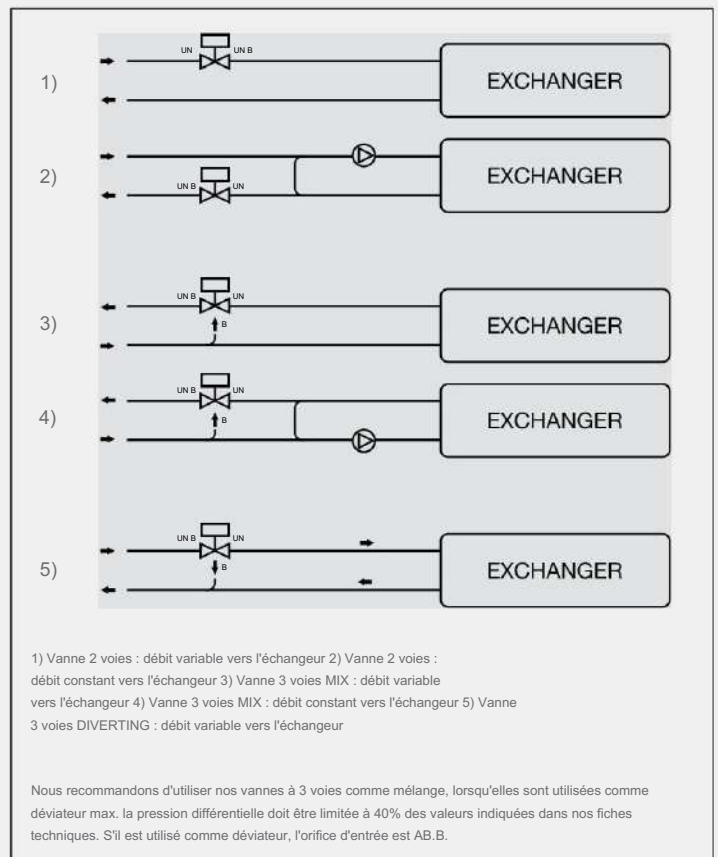 UN UN B
1) EXCHANGER
2) EXCHANGER
UN B UN
3) EXCHANGER
UN B UN
B
4) EXCHANGER
UN B UN
B
5) EXCHANGER
UN B UN
B
1) Vanne 2 voies : débit variable vers l'échangeur 2) Vanne 2 voies :
débit constant vers l'échangeur 3) Vanne 3 voies MIX : débit variable
vers l'échangeur 4) Vanne 3 voies MIX : débit constant vers l'échangeur 5) Vanne
3 voies DIVERTING : débit variable vers l'échangeur
Nous recommandons d'utiliser nos vannes à 3 voies comme mélange, lorsqu'elles sont utilisées comme
déviateur max. la pression différentielle doit être limitée à 40% des valeurs indiquées dans nos fiches
techniques. S'il est utilisé comme déviateur, l'orifice d'entrée est AB.B.